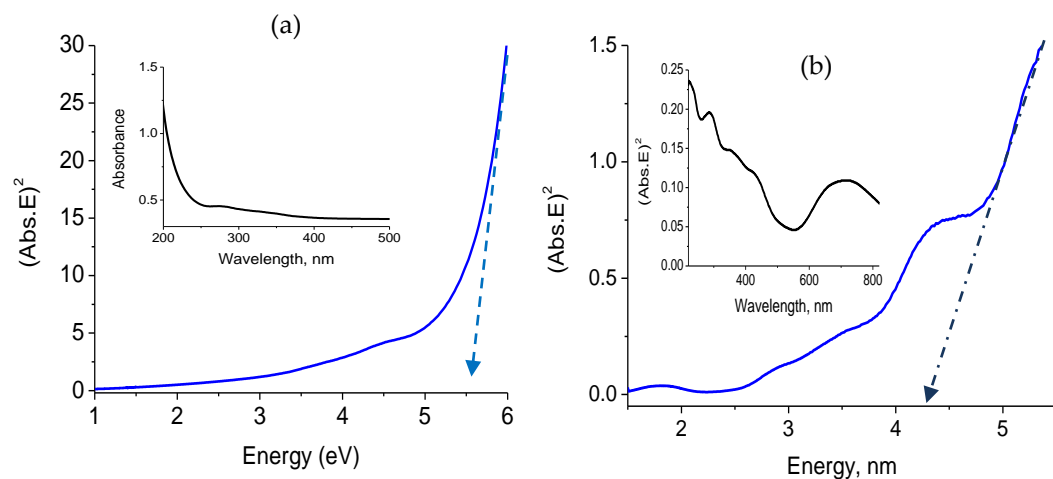 (a)
(Abs.E)²
30
25
20
15
10
5
0
1 2 3 4 5 6
Energy (eV)
Absorbance
1.5
1.0
0.5
200 300 400 500
Wavelength, nm
(b)
(Abs.E)²
1.5
1.0
0.5
0.0
2 3 4 5
Energy, nm
(Abs.E)²
0.25
0.20
0.15
0.10
0.05
0.00
400 600 800
Wavelength, nm